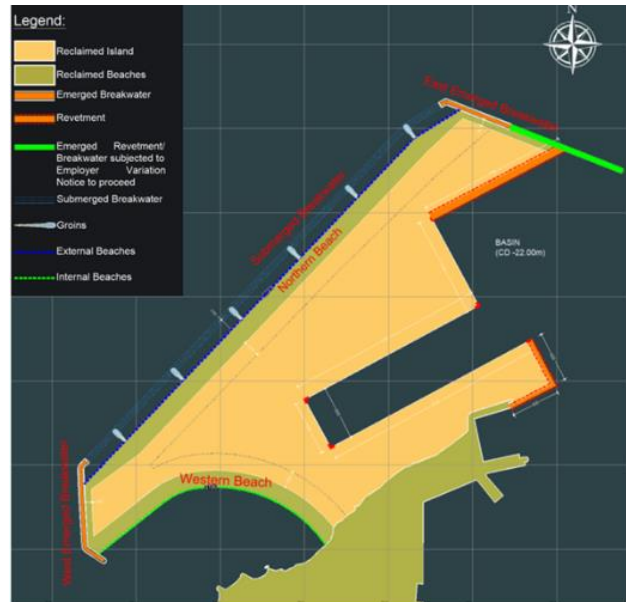 Legend:
Reclaimed Island
Reclaimed Beaches
Emerged Breakwater
Revetment
Emerged Revetment/
Breakwater subjected to
Employer Variation
Notice to proceed
Submerged Breakwater
Groins
External Beaches
Internal Beaches
N
East Emerged Breakwater
Submerged Breakwater
Northern Beach
BASIN
(CD -22.00m)
Western Beach
West Emerged Breakwater